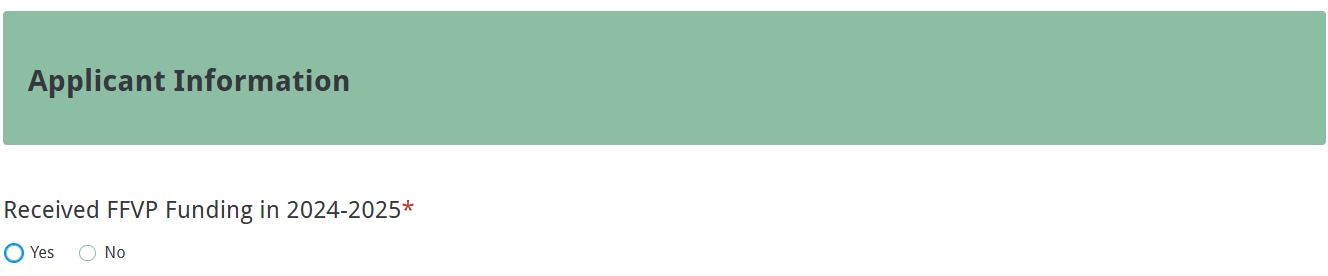 Applicant Information
Received FFVP Funding in 2024-2025*
Yes No